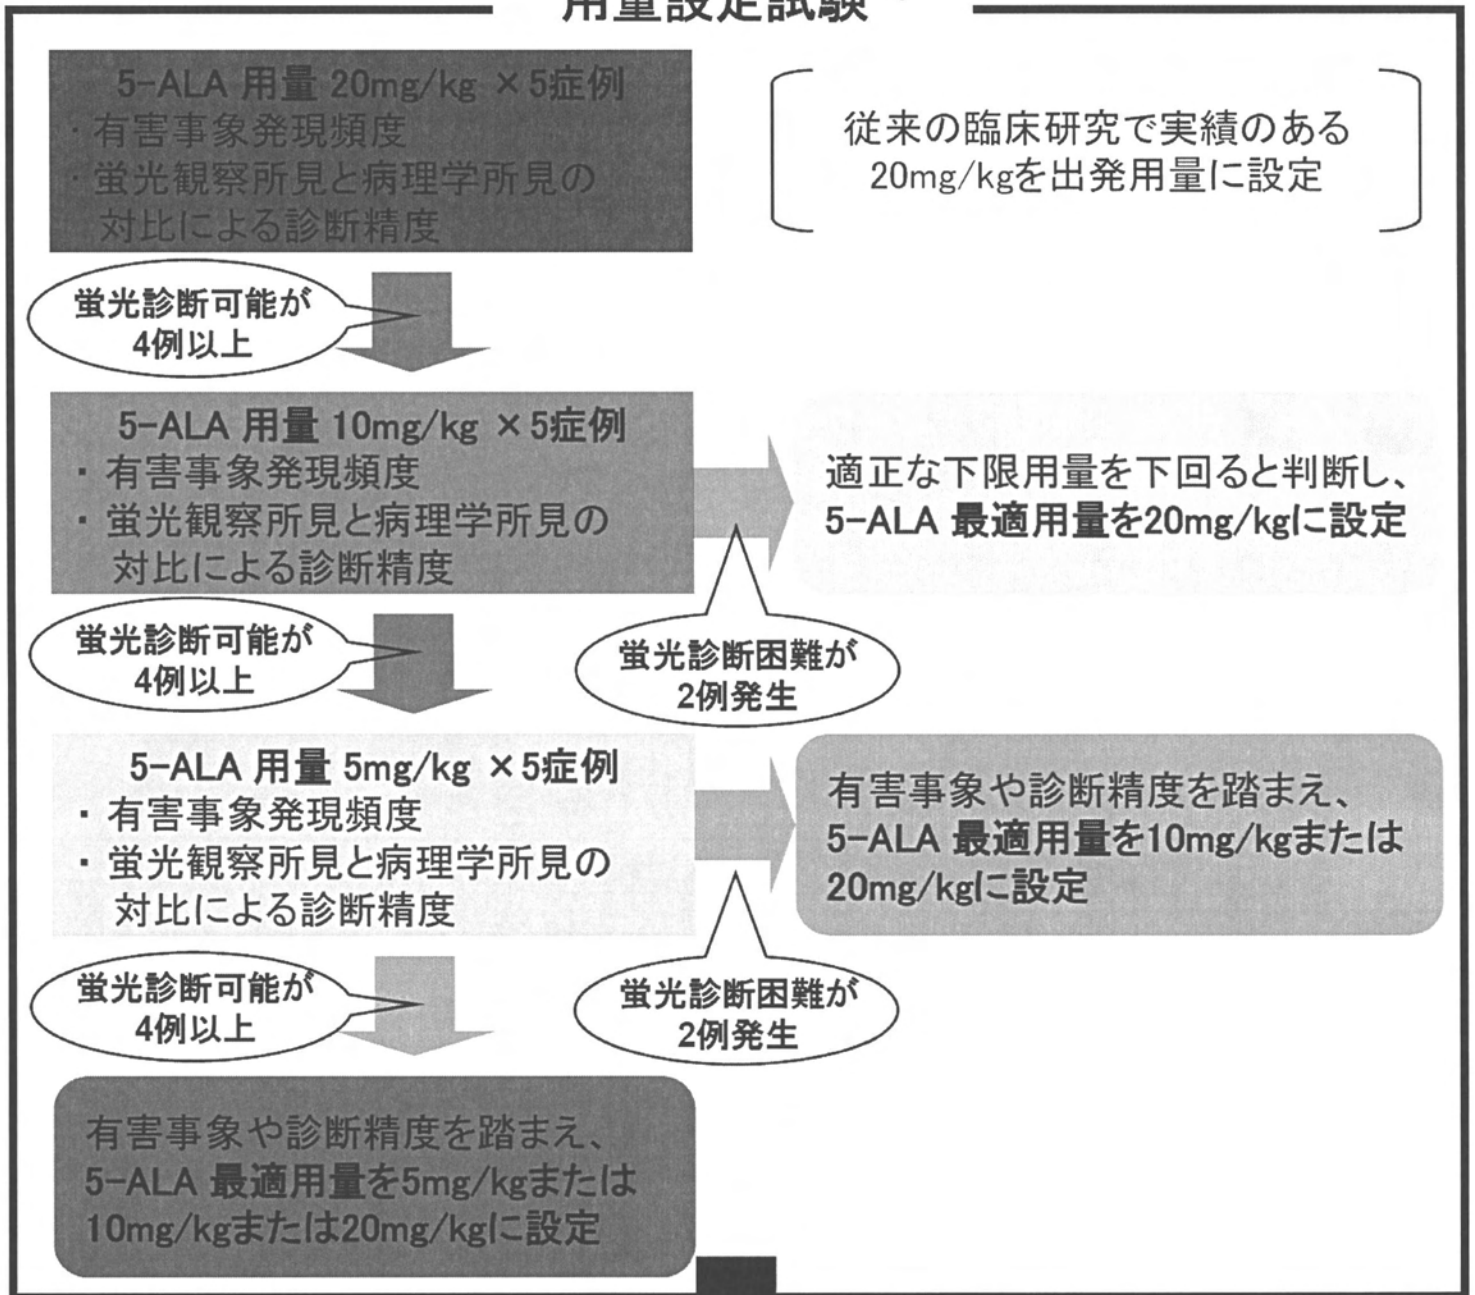 用量設定試験
5-ALA 用量 20mg/kg ×5症例
・有害事象発現頻度
・蛍光観察所見と病理学所見の
対比による診断精度
従来の臨床研究で実績のある
20mg/kgを出発用量に設定
蛍光診断可能が
4例以上
5-ALA 用量 10mg/kg ×5症例
・有害事象発現頻度
・蛍光観察所見と病理学所見の
対比による診断精度
適正な下限用量を下回ると判断し、
5-ALA 最適用量を20mg/kgに設定
蛍光診断可能が
4例以上
蛍光診断困難が
2例発生
5-ALA 用量 5mg/kg ×5症例
・有害事象発現頻度
・蛍光観察所見と病理学所見の
対比による診断精度
有害事象や診断精度を踏まえ、
5-ALA 最適用量を10mg/kgまたは
20mg/kgに設定
蛍光診断可能が
4例以上
蛍光診断困難が
2例発生
有害事象や診断精度を踏まえ、
5-ALA 最適用量を5mg/kgまたは
10mg/kgまたは20mg/kgに設定